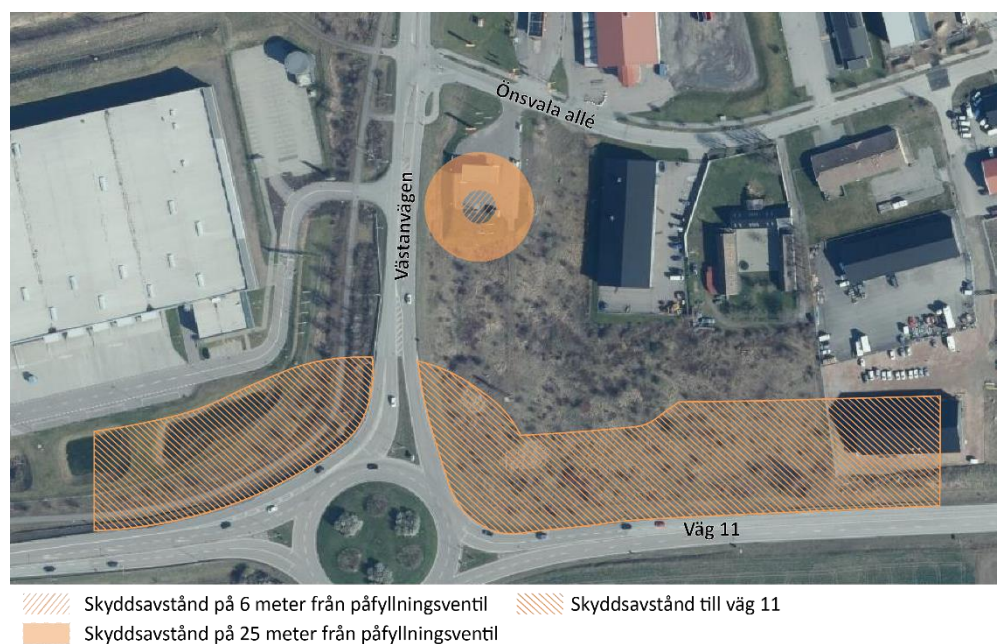 Önsvala allé
Västanvägen
Väg 11
Skyddsavstånd på 6 meter från påfyllningsventil
Skyddsavstånd till väg 11
Skyddsavstånd på 25 meter från påfyllningsventil